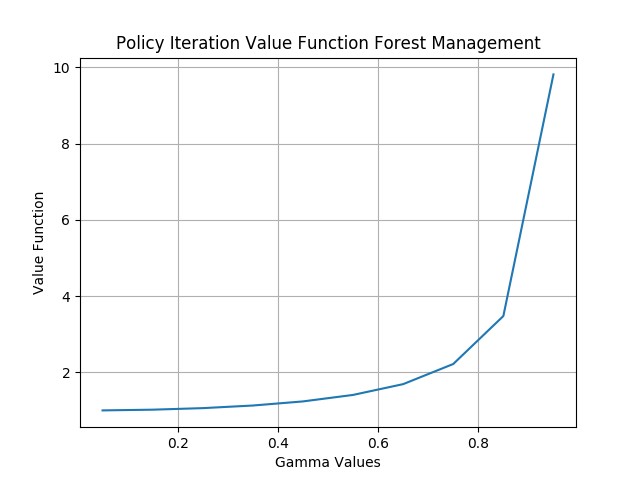 Policy Iteration Value Function Forest Management
10
8
6
4
2
Value Function
0.2 0.4 0.6 0.8
Gamma Values